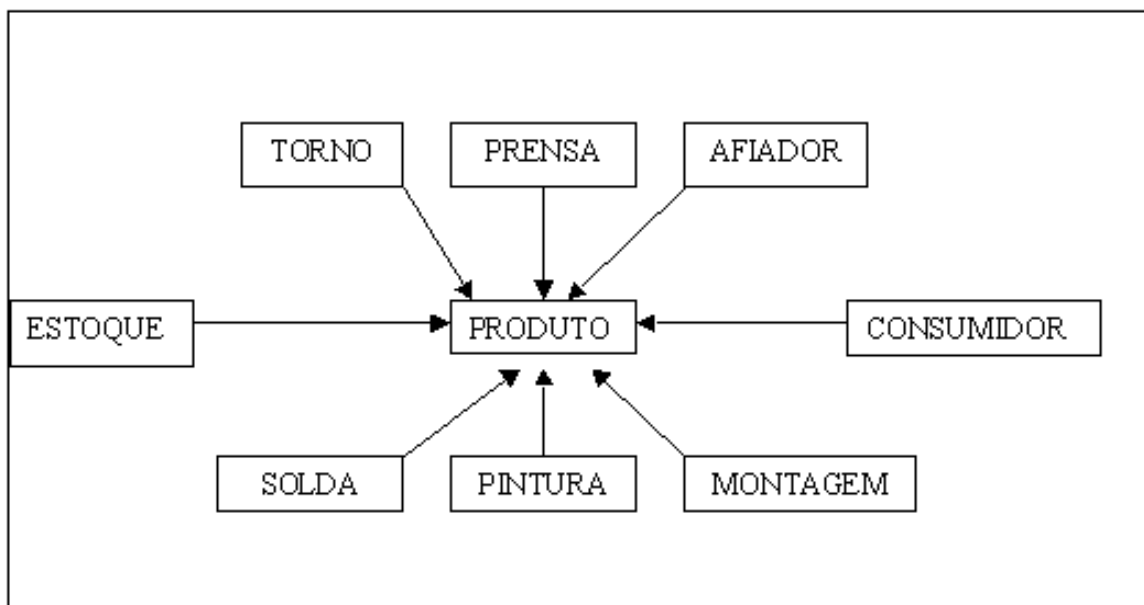 TORNO
PRENSA
AFIADOR
ESTOQUE
PRODUTO
CONSUMIDOR
SOLDA
PINTURA
MONTAGEM